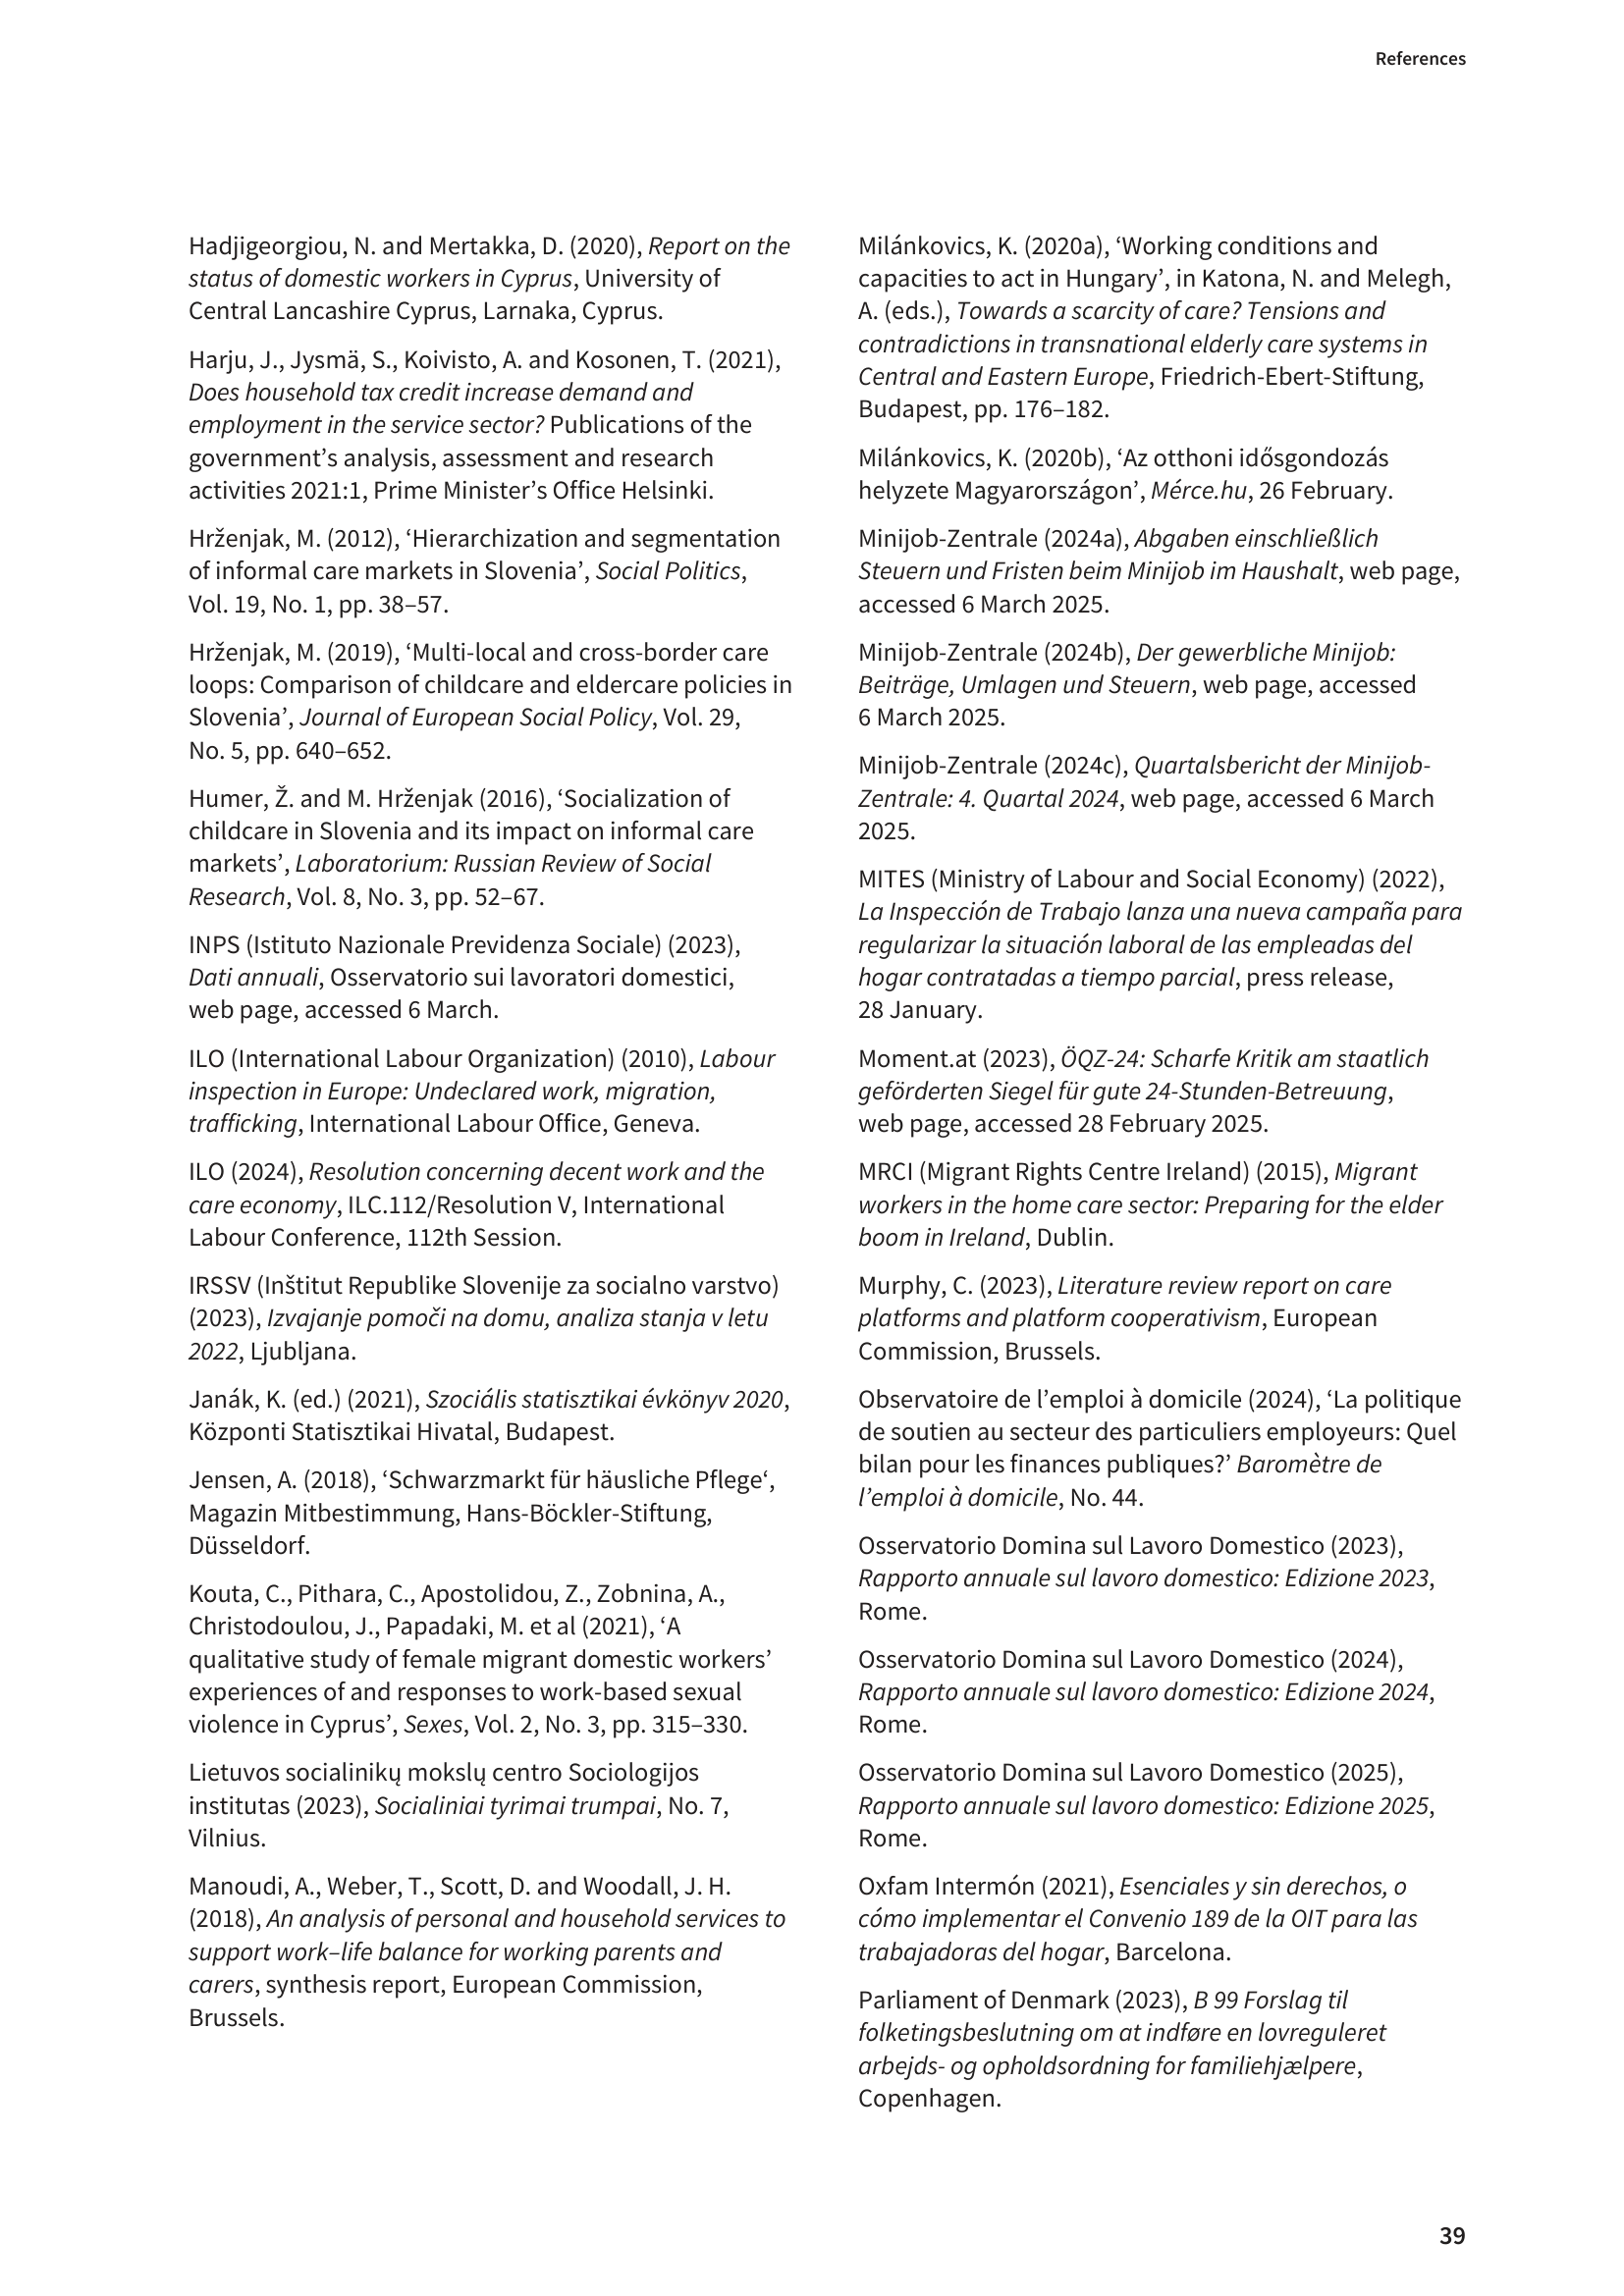 References
Hadjigeorgiou, N. and Mertakka, D. (2020), Report on the
status of domestic workers in Cyprus, University of
Central Lancashire Cyprus, Larnaka, Cyprus.
Harju, J., Jysmä, S., Koivisto, A. and Kosonen, T. (2021),
Does household tax credit increase demand and
employment in the service sector? Publications of the
government’s analysis, assessment and research
activities 2021:1, Prime Minister’s Office Helsinki.
Hrženjak, M. (2012), ‘Hierarchization and segmentation
of informal care markets in Slovenia’, Social Politics,
Vol. 19, No. 1, pp. 38–57.
Hrženjak, M. (2019), ‘Multi-local and cross-border care
loops: Comparison of childcare and eldercare policies in
Slovenia’, Journal of European Social Policy, Vol. 29,
No. 5, pp. 640–652.
Humer, Ž. and M. Hrženjak (2016), ‘Socialization of
childcare in Slovenia and its impact on informal care
markets’, Laboratorium: Russian Review of Social
Research, Vol. 8, No. 3, pp. 52–67.
INPS (Istituto Nazionale Previdenza Sociale) (2023),
Dati annuali, Osservatorio sui lavoratori domestici,
web page, accessed 6 March.
ILO (International Labour Organization) (2010), Labour
inspection in Europe: Undeclared work, migration,
trafficking, International Labour Office, Geneva.
ILO (2024), Resolution concerning decent work and the
care economy, ILC.112/Resolution V, International
Labour Conference, 112th Session.
IRSSV (Inštitut Republike Slovenije za socialno varstvo)
(2023), Izvajanje pomoči na domu, analiza stanja v letu
2022, Ljubljana.
Janák, K. (ed.) (2021), Szociális statisztikai évkönyv 2020,
Központi Statisztikai Hivatal, Budapest.
Jensen, A. (2018), ‘Schwarzmarkt für häusliche Pflege‘,
Magazin Mitbestimmung, Hans-Böckler-Stiftung,
Düsseldorf.
Kouta, C., Pithara, C., Apostolidou, Z., Zobnina, A.,
Christodoulou, J., Papadaki, M. et al (2021), ‘A
qualitative study of female migrant domestic workers’
experiences of and responses to work-based sexual
violence in Cyprus’, Sexes, Vol. 2, No. 3, pp. 315–330.
Lietuvos socialinikų mokslų centro Sociologijos
institutas (2023), Socialiniai tyrimai trumpai, No. 7,
Vilnius.
Manoudi, A., Weber, T., Scott, D. and Woodall, J. H.
(2018), An analysis of personal and household services to
support work–life balance for working parents and
carers, synthesis report, European Commission,
Brussels.
Milánkovics, K. (2020a), ‘Working conditions and
capacities to act in Hungary’, in Katona, N. and Melegh,
A. (eds.), Towards a scarcity of care? Tensions and
contradictions in transnational elderly care systems in
Central and Eastern Europe, Friedrich-Ebert-Stiftung,
Budapest, pp. 176–182.
Milánkovics, K. (2020b), ‘Az otthoni idősgondozás
helyzete Magyarországon’, Mérce.hu, 26 February.
Minijob-Zentrale (2024a), Abgaben einschließlich
Steuern und Fristen beim Minijob im Haushalt, web page,
accessed 6 March 2025.
Minijob-Zentrale (2024b), Der gewerbliche Minijob:
Beiträge, Umlagen und Steuern, web page, accessed
6 March 2025.
Minijob-Zentrale (2024c), Quartalsbericht der Minijob-
Zentrale: 4. Quartal 2024, web page, accessed 6 March
2025.
MITES (Ministry of Labour and Social Economy) (2022),
La Inspección de Trabajo lanza una nueva campaña para
regularizar la situación laboral de las empleadas del
hogar contratadas a tiempo parcial, press release,
28 January.
Moment.at (2023), ÖQZ-24: Scharfe Kritik am staatlich
geförderten Siegel für gute 24-Stunden-Betreuung,
web page, accessed 28 February 2025.
MRCI (Migrant Rights Centre Ireland) (2015), Migrant
workers in the home care sector: Preparing for the elder
boom in Ireland, Dublin.
Murphy, C. (2023), Literature review report on care
platforms and platform cooperativism, European
Commission, Brussels.
Observatoire de l’emploi à domicile (2024), ‘La politique
de soutien au secteur des particuliers employeurs: Quel
bilan pour les finances publiques?’ Baromètre de
l’emploi à domicile, No. 44.
Osservatorio Domina sul Lavoro Domestico (2023),
Rapporto annuale sul lavoro domestico: Edizione 2023,
Rome.
Osservatorio Domina sul Lavoro Domestico (2024),
Rapporto annuale sul lavoro domestico: Edizione 2024,
Rome.
Osservatorio Domina sul Lavoro Domestico (2025),
Rapporto annuale sul lavoro domestico: Edizione 2025,
Rome.
Oxfam Intermón (2021), Esenciales y sin derechos, o
cómo implementar el Convenio 189 de la OIT para las
trabajadoras del hogar, Barcelona.
Parliament of Denmark (2023), B 99 Forslag til
folketingsbeslutning om at indføre en lovreguleret
arbejds- og opholdsordning for familiehjælpere,
Copenhagen.
39